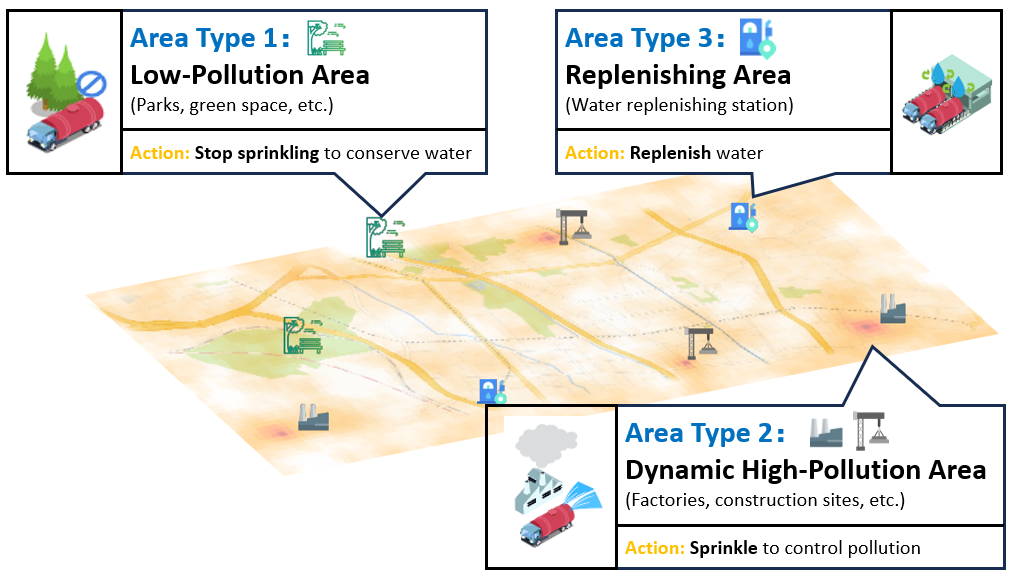 Area Type 1:
Low-Pollution Area
(Parks, green space, etc.)
Action: Stop sprinkling to conserve water
Area Type 3:
Replenishing Area
(Water replenishing station)
Action: Replenish water
Area Type 2:
Dynamic High-Pollution Area
(Factories, construction sites, etc.)
Action: Sprinkle to control pollution